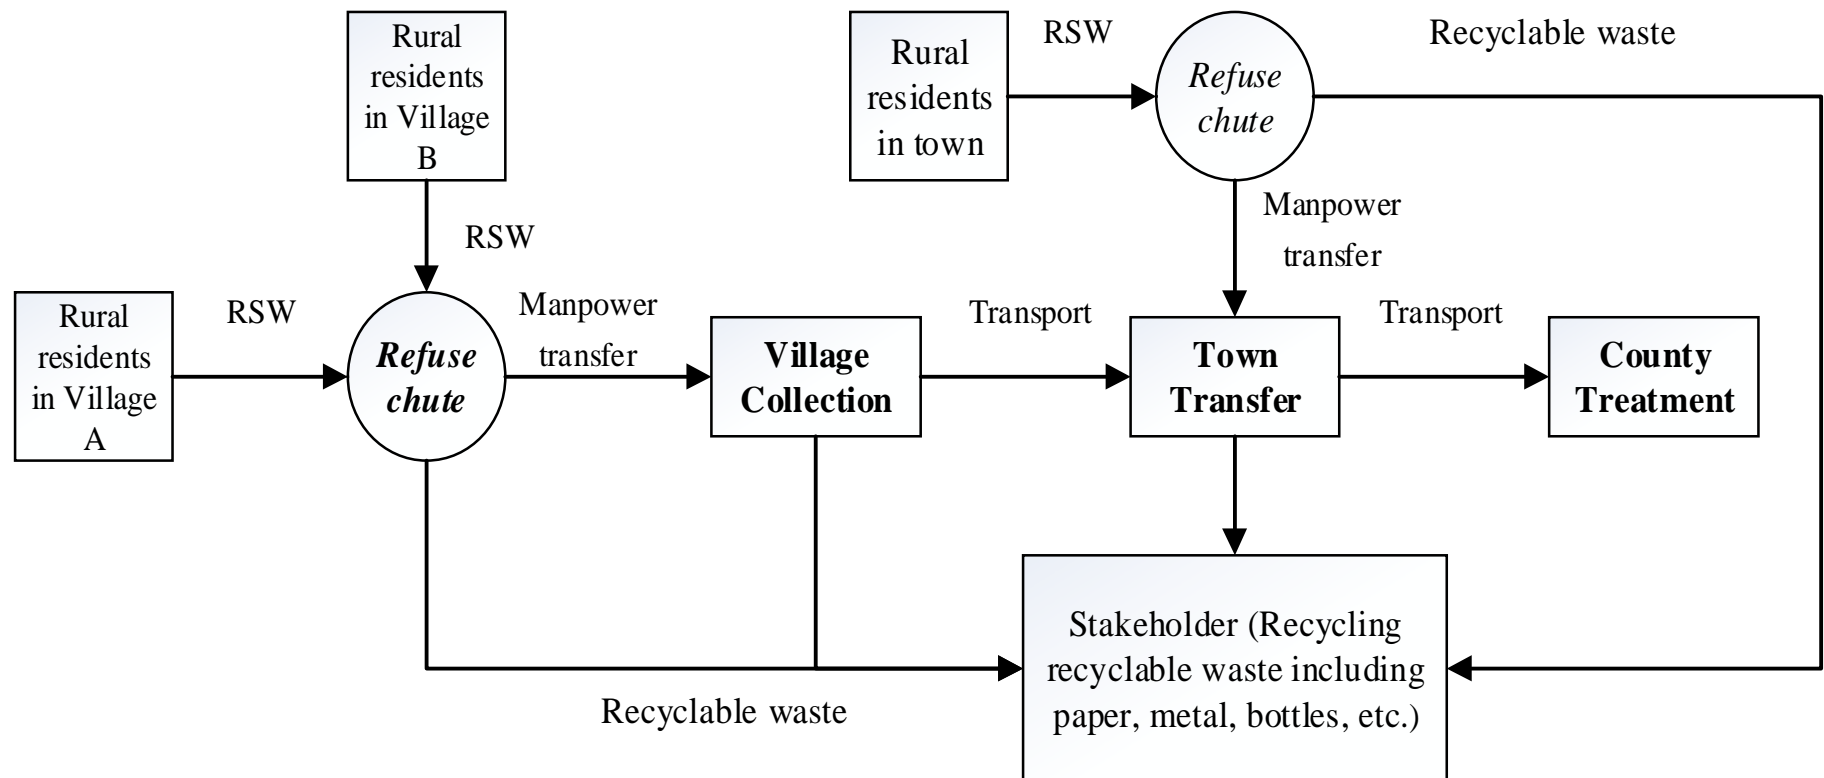 Rural
residents
in Village
B
RSW
Rural
residents
in town
RSW
Refuse
chute
Recyclable waste
Manpower
transfer
Rural
residents
in Village
A
RSW
Refuse
chute
Manpower
transfer
Village
Collection
Transport
Town
Transfer
Transport
County
Treatment
Recyclable waste
Stakeholder (Recycling
recyclable waste including
paper, metal, bottles, etc.)